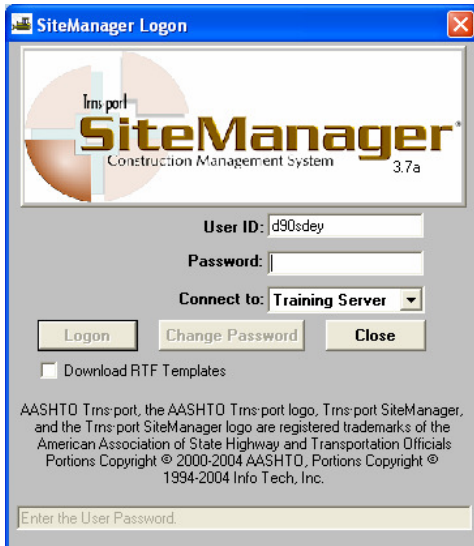 SiteManager Logon
Trns·port
SiteManager®
Construction Management System
3.7a
User ID: d90sdey
Password:
Connect to: Training Server
Logon Change Password Close
Download RTF Templates
AASHTO Trns·port, the AASHTO Trns·port logo, Trns·port SiteManager,
and the Trns·port SiteManager logo are registered trademarks of the
American Association of State Highway and Transportation Officials
Portions Copyright © 2000-2004 AASHTO, Portions Copyright ©
1994-2004 Info Tech, Inc.
Enter the User Password.